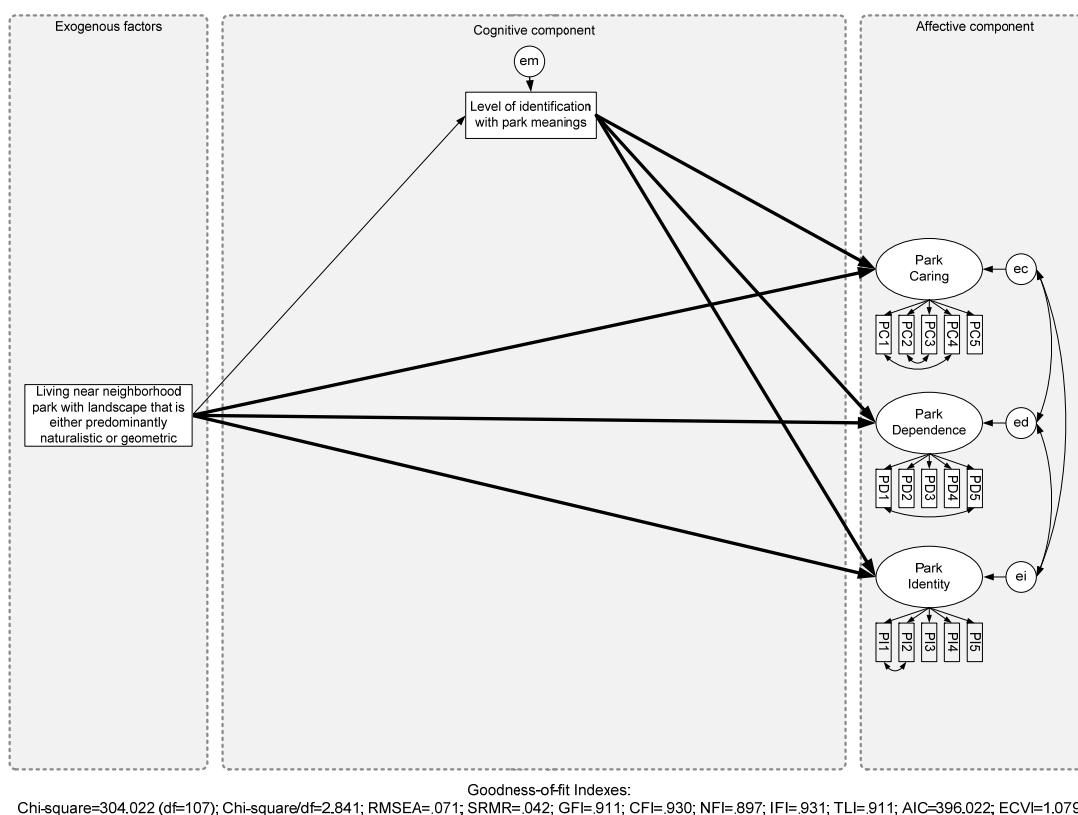 Exogenous factors
Cognitive component
Affective component
em
Level of identification
with park meanings
Park
Caring
ec
PC1
PC2
PC3
PC4
PC5
Living near neighborhood
park with landscape that is
either predominantly
naturalistic or geometric
Park
Dependence
ed
PD1
PD2
PD3
PD4
PD5
Park
Identity
ei
PI1
PI2
PI3
PI4
PI5
Goodness-of-fit Indexes:
Chi-square=304.022 (df=107); Chi-square/df=2.841; RMSEA=.071; SRMR=.042; GFI=.911; CFI=.930; NFI=.897; IFI=.931; TLI=.911; AIC=396.022; ECVI=1.079